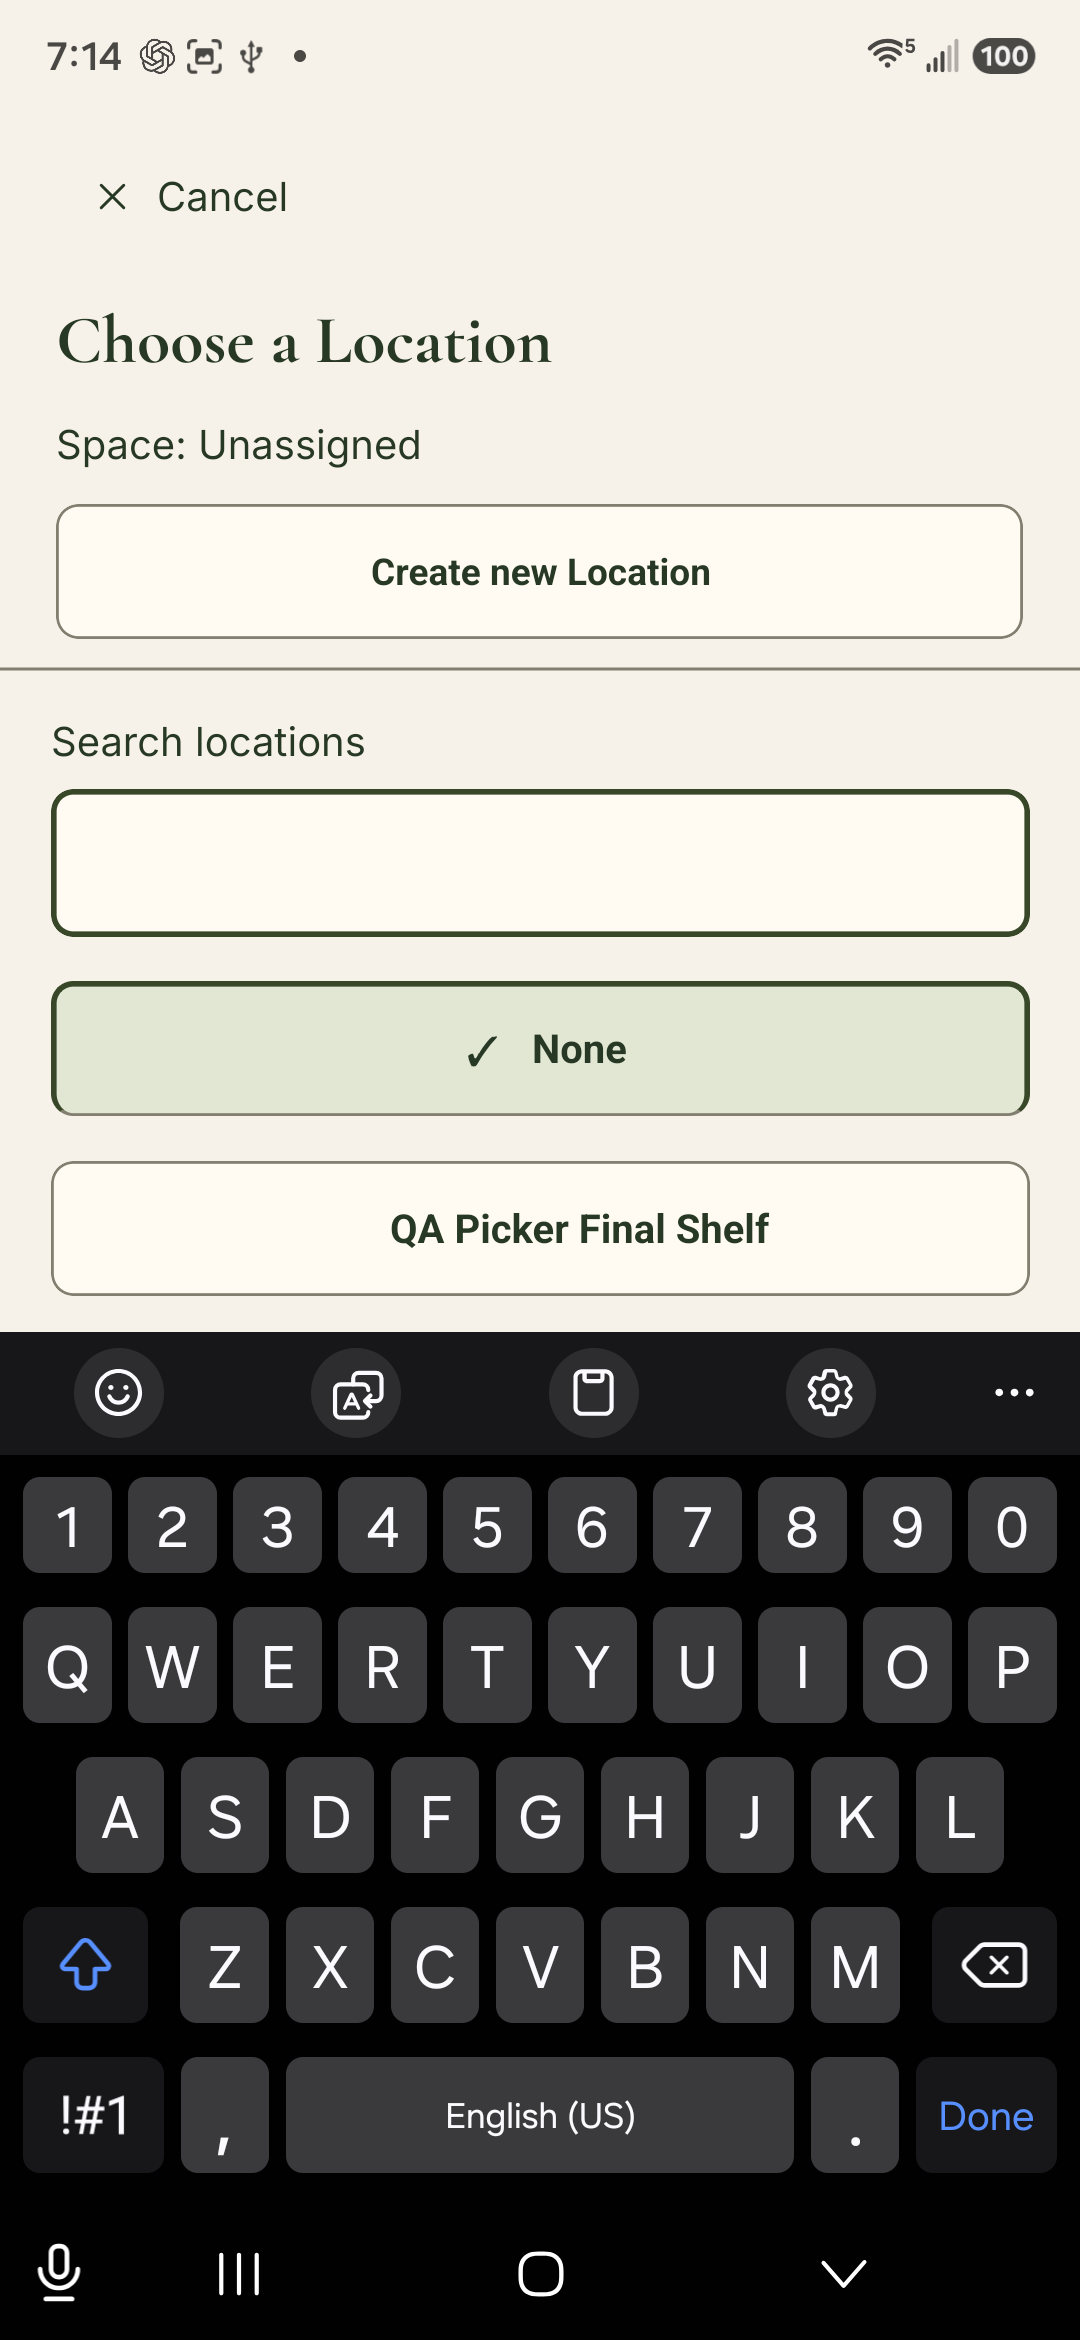 7:14
5
100
Cancel
Choose a Location
Space: Unassigned
Create new Location
Search locations
✓ None
QA Picker Final Shelf
1 2 3 4 5 6 7 8 9 0
Q W E R T Y U I O P
A S D F G H J K L
Z X C V B N M
!#1 , English (US) . Done